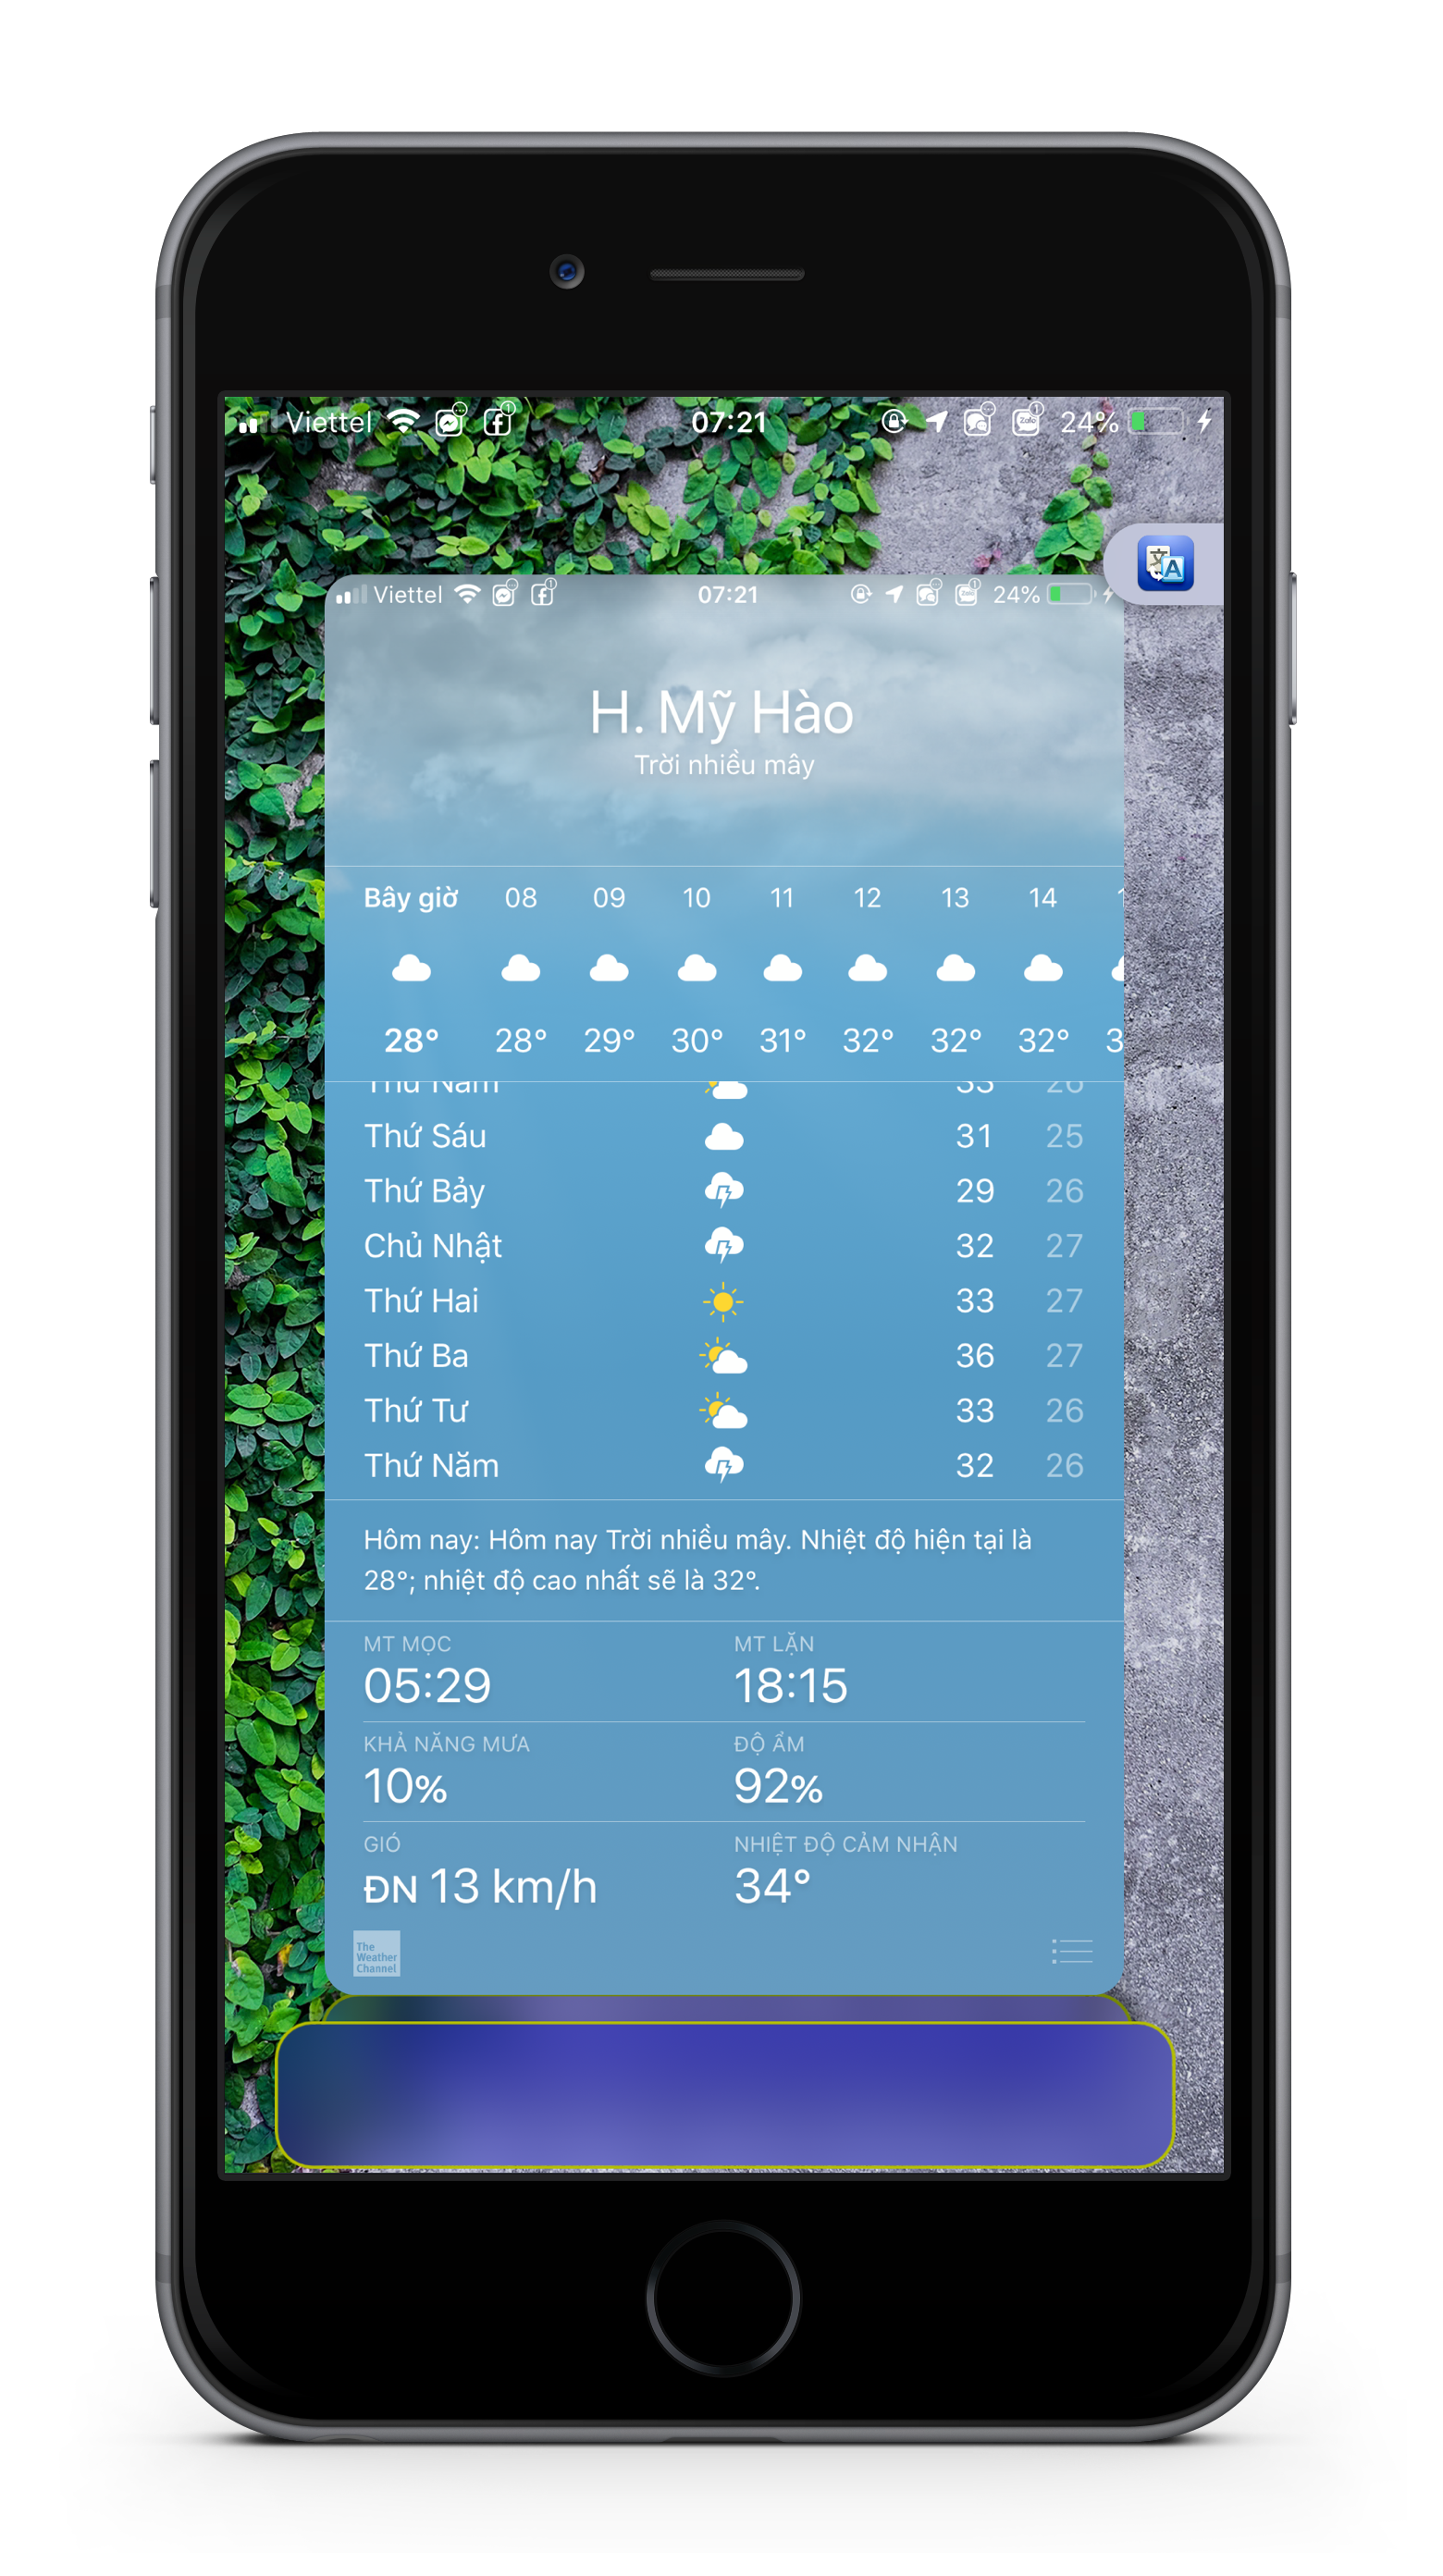 Viettel 07:21 24%
Viettel 07:21 24%
H. Mỹ Hào
Trời nhiều mây
Bây giờ 08 09 10 11 12 13 14
28° 28° 29° 30° 31° 32° 32° 32°
Thứ Năm 26
Thứ Sáu 31 25
Thứ Bảy 29 26
Chủ Nhật 32 27
Thứ Hai 33 27
Thứ Ba 36 27
Thứ Tư 33 26
Thứ Năm 32 26
Hôm nay: Hôm nay Trời nhiều mây. Nhiệt độ hiện tại là
28°; nhiệt độ cao nhất sẽ là 32°.
MT MỌC MT LẶN
05:29 18:15
KHẢ NĂNG MƯA ĐỘ ẨM
10% 92%
GIÓ NHIỆT ĐỘ CẢM NHẬN
ĐN 13 km/h 34°
The
Weather
Channel